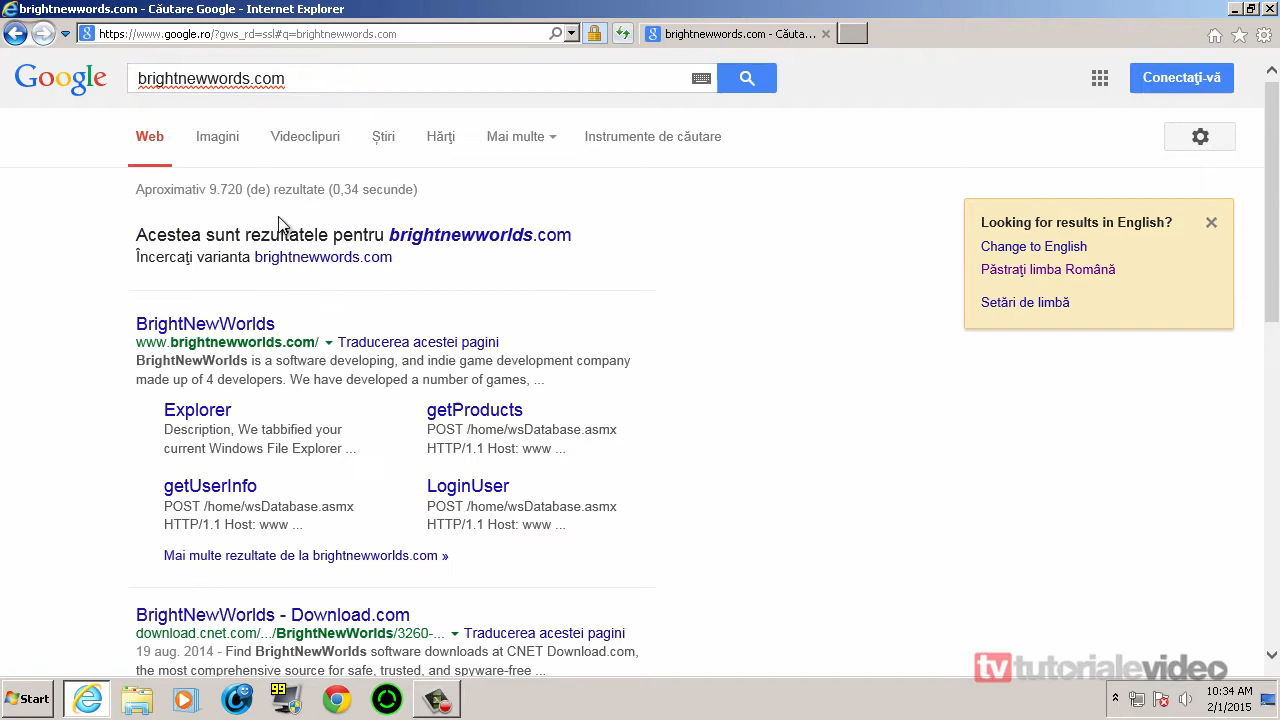 brightnewwords.com - Căutare Google - Internet Explorer
https://www.google.ro/?gws_rd=ssl#q=brightnewwords.com
brightnewwords.com - Căuta...
Google
brightnewwords.com
Conectaţi-vă
Web Imagini Videoclipuri Ştiri Hărţi Mai multe Instrumente de căutare
Aproximativ 9.720 (de) rezultate (0,34 secunde)
Acestea sunt rezultatele pentru brightnewworlds.com
Încercaţi varianta brightnewwords.com
Looking for results in English?
Change to English
Păstraţi limba Română
Setări de limbă
BrightNewWorlds
www.brightnewworlds.com/ Traducerea acestei pagini
BrightNewWorlds is a software developing, and indie game development company
made up of 4 developers. We have developed a number of games, ...
Explorer
Description, We tabbified your
current Windows File Explorer ...
getProducts
POST /home/wsDatabase.asmx
HTTP/1.1 Host: www ...
getUserInfo
POST /home/wsDatabase.asmx
HTTP/1.1 Host: www ...
LoginUser
POST /home/wsDatabase.asmx
HTTP/1.1 Host: www ...
Mai multe rezultate de la brightnewworlds.com »
BrightNewWorlds - Download.com
download.cnet.com/.../BrightNewWorlds/3260-... Traducerea acestei pagini
19 aug. 2014 - Find BrightNewWorlds software downloads at CNET Download.com,
the most comprehensive source for safe, trusted, and spyware-free ...
tvtutorialevideo
Start
99
10:34 AM
2/1/2015